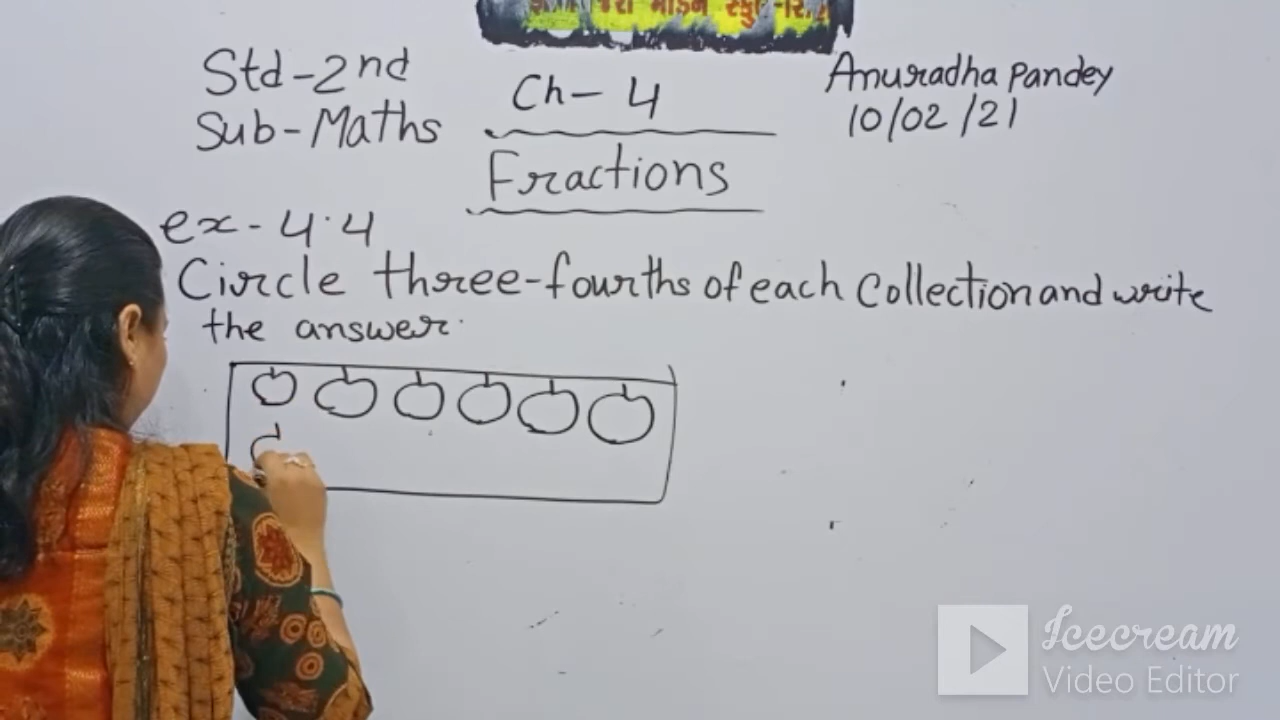 મોડર્ન સ્કુલ
Std-2nd
Sub-Maths
Ch-4
Fractions
Anuradha Pandey
10/02/21
ex-4.4
Circle three-fourths of each Collection and write
the answer.
Icecream
Video Editor